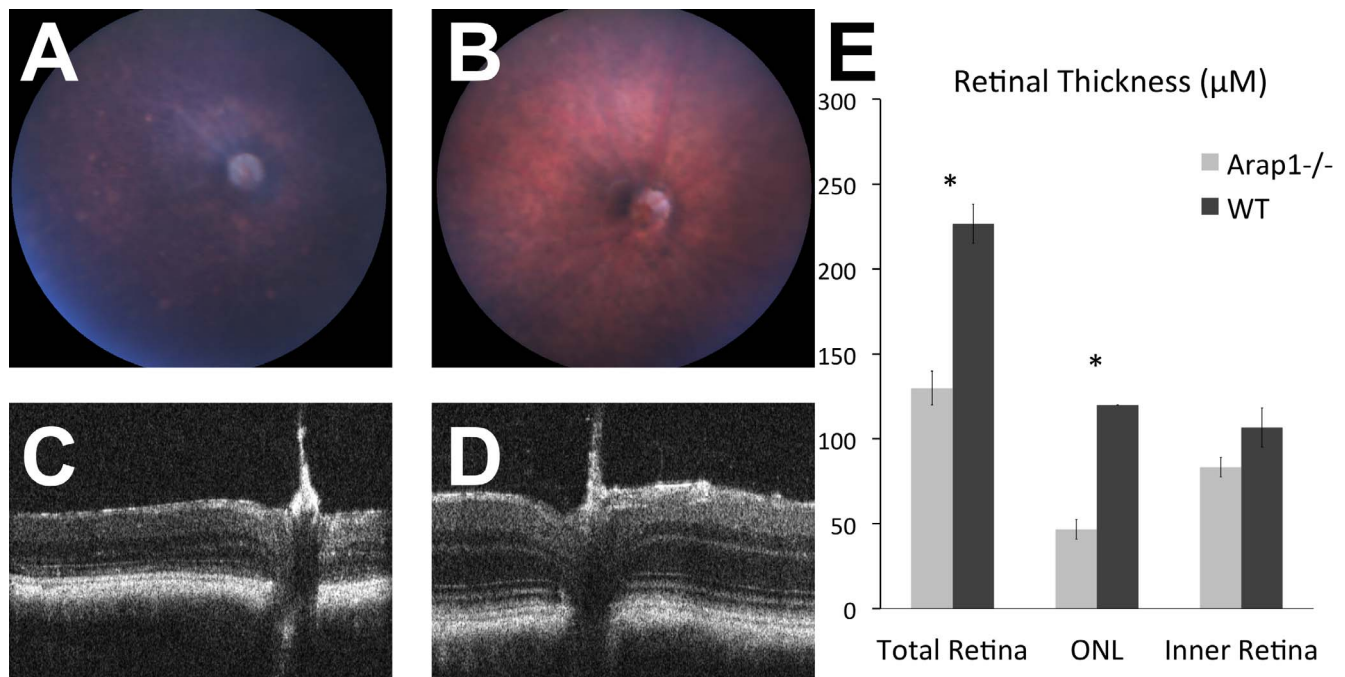 A
B
C
D
E
Retinal Thickness (µM)
300
250
200
150
100
50
0
Arap1-/-
WT
*
*
Total Retina
ONL
Inner Retina